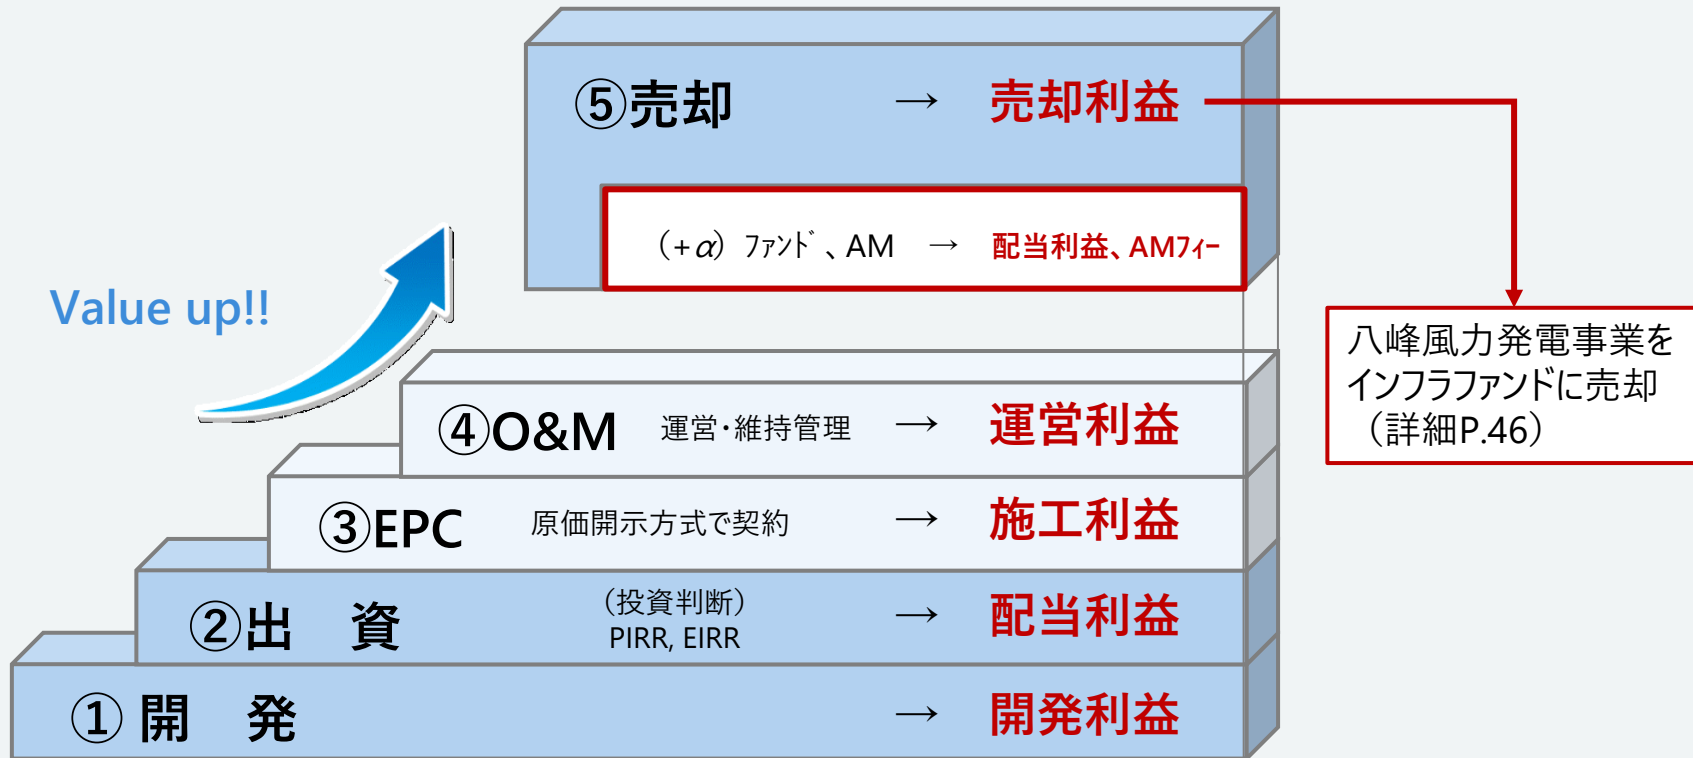 ⑤売却 → 売却利益
(+α) ファンド、AM → 配当利益、AMフィー
Value up!!
八峰風力発電事業を
インフラファンドに売却
(詳細P.46)
④O&M 運営・維持管理 → 運営利益
③EPC 原価開示方式で契約 → 施工利益
②出 資 (投資判断) → 配当利益
PIRR, EIRR
① 開 発 → 開発利益